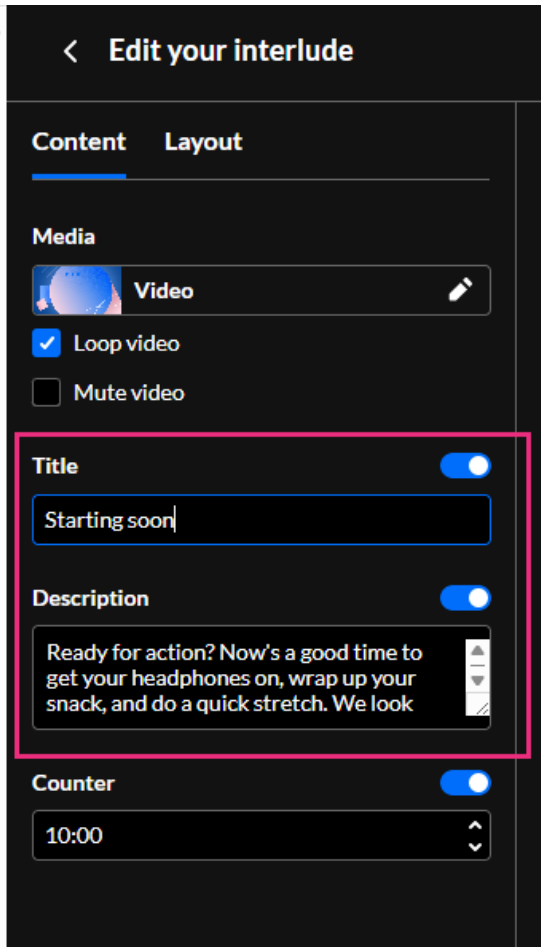 Edit your interlude
Content Layout
Media
Video
Loop video
Mute video
Title
Starting soon
Description
Ready for action? Now's a good time to
get your headphones on, wrap up your
snack, and do a quick stretch. We look
Counter
10:00